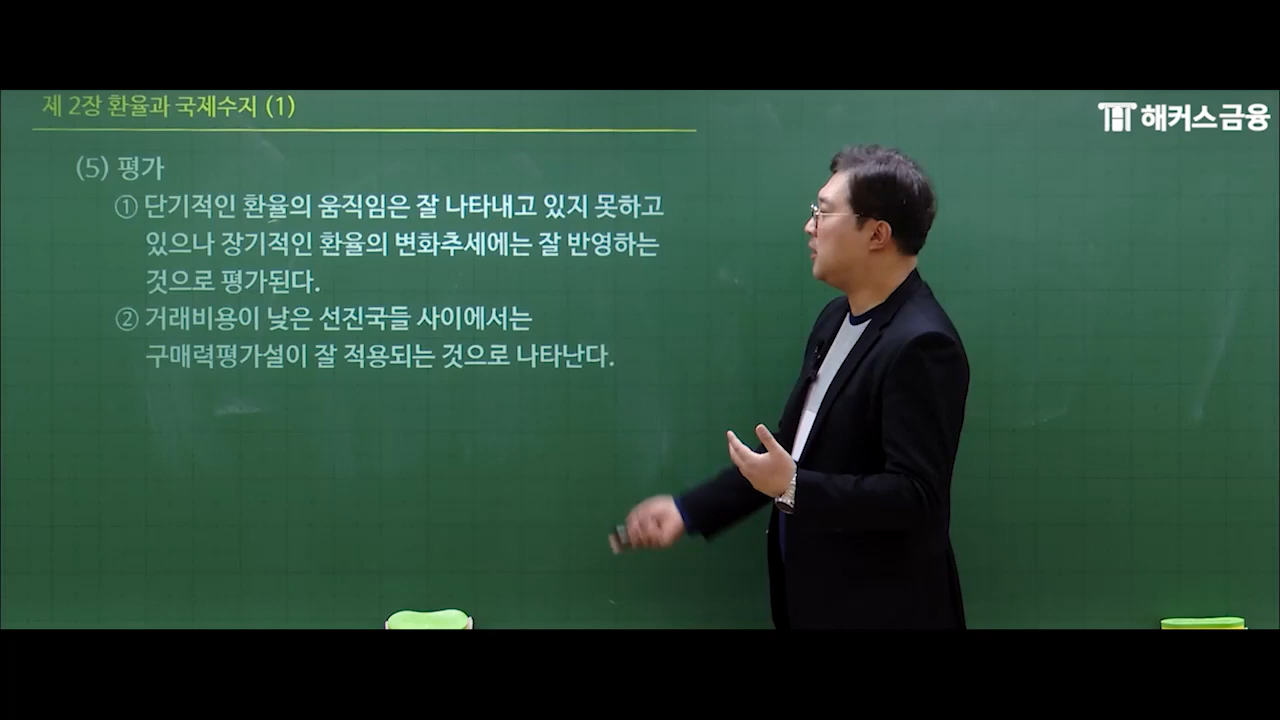 제 2장 환율과 국제수지 (1)
해커스금융
(5) 평가
① 단기적인 환율의 움직임은 잘 나타내고 있지 못하고
있으나 장기적인 환율의 변화추세에는 잘 반영하는
것으로 평가된다.
② 거래비용이 낮은 선진국들 사이에서는
구매력평가설이 잘 적용되는 것으로 나타난다.